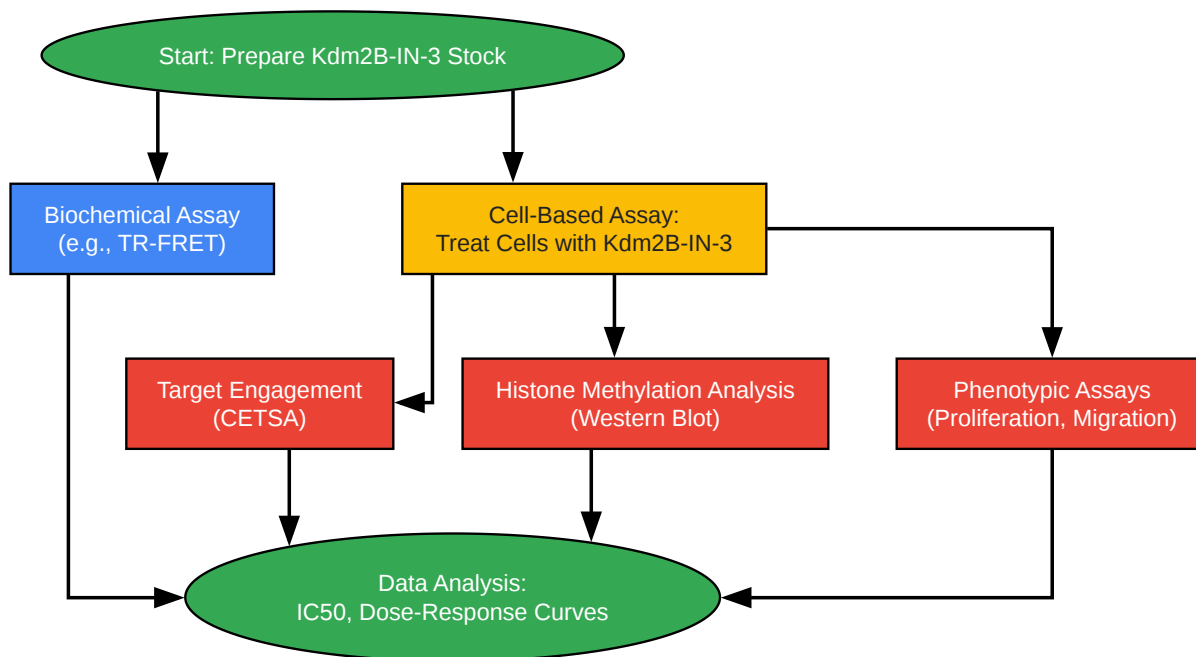 Start: Prepare Kdm2B-IN-3 Stock
Biochemical Assay
(e.g., TR-FRET)
Cell-Based Assay:
Treat Cells with Kdm2B-IN-3
Target Engagement
(CETSA)
Histone Methylation Analysis
(Western Blot)
Phenotypic Assays
(Proliferation, Migration)
Data Analysis:
IC50, Dose-Response Curves